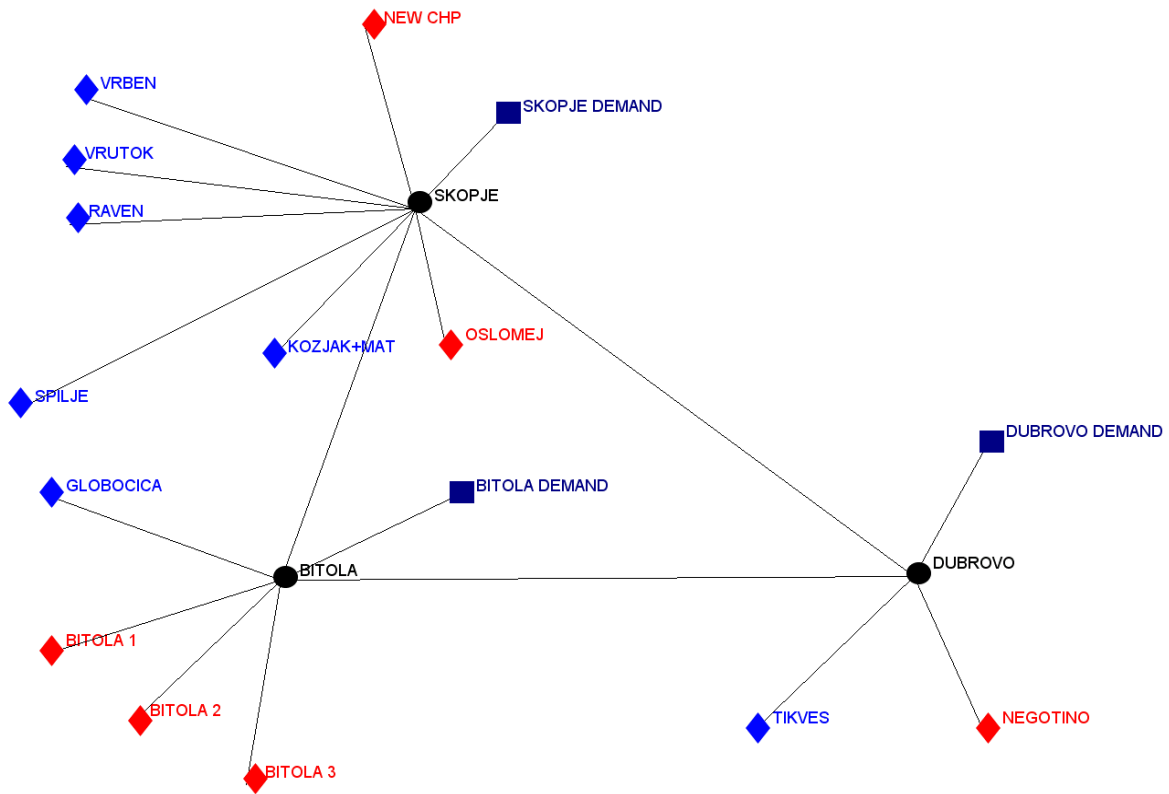 NEW CHP
VRBEN
SKOPJE DEMAND
VRUTOK
SKOPJE
RAVEN
OSLOMEJ
KOZJAK+MAT
SPILJE
DUBROVO DEMAND
GLOBOCICA
BITOLA DEMAND
BITOLA
DUBROVO
BITOLA 1
BITOLA 2
TIKVES
NEGOTINO
BITOLA 3